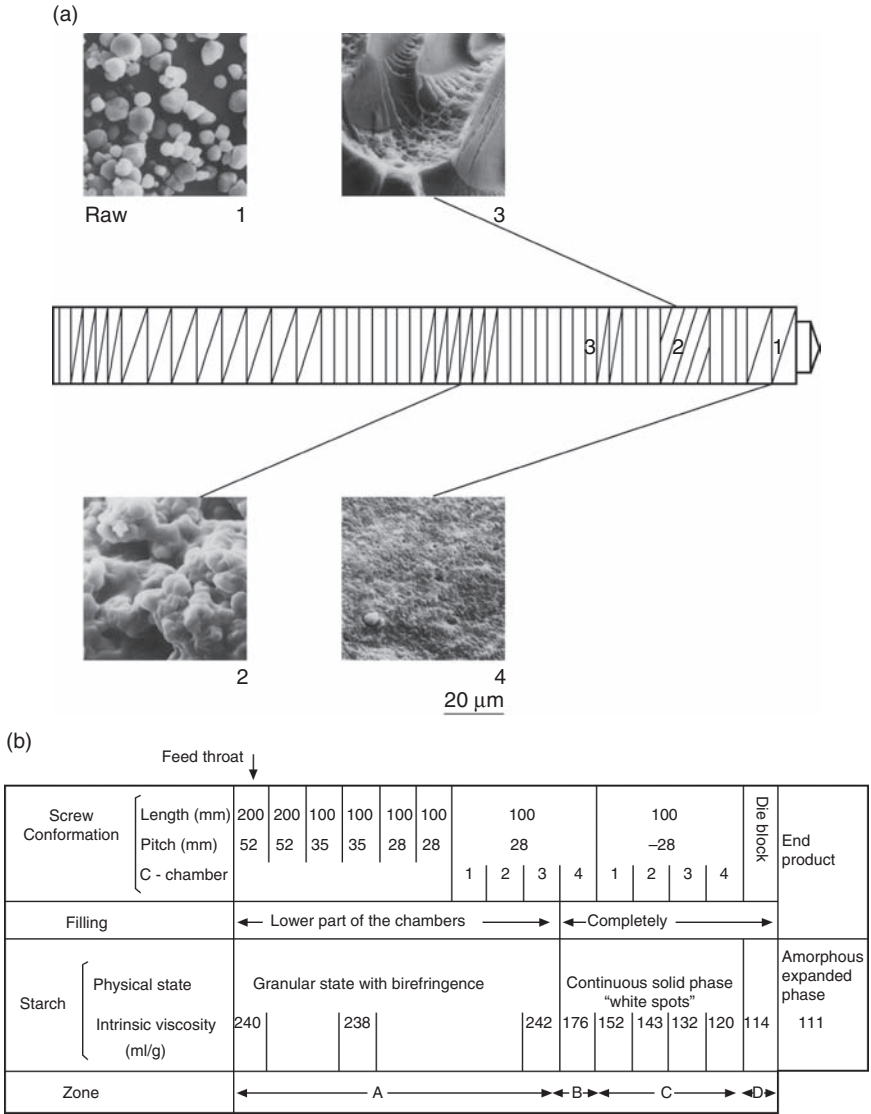 (a)
Raw 1
3
3 2 1
2
4
20 μm
(b)
Feed throat
Screw Conformation
Length (mm) 200 200 100 100 100 100 100 100
Pitch (mm) 52 52 35 35 28 28 28 –28
C - chamber 1 2 3 4 1 2 3 4
Die block
End product
Filling Lower part of the chambers Completely
Starch
Physical state Granular state with birefringence Continuous solid phase "white spots" Amorphous expanded phase
Intrinsic viscosity (ml/g) 240 238 242 176 152 143 132 120 114 111
Zone A B C D